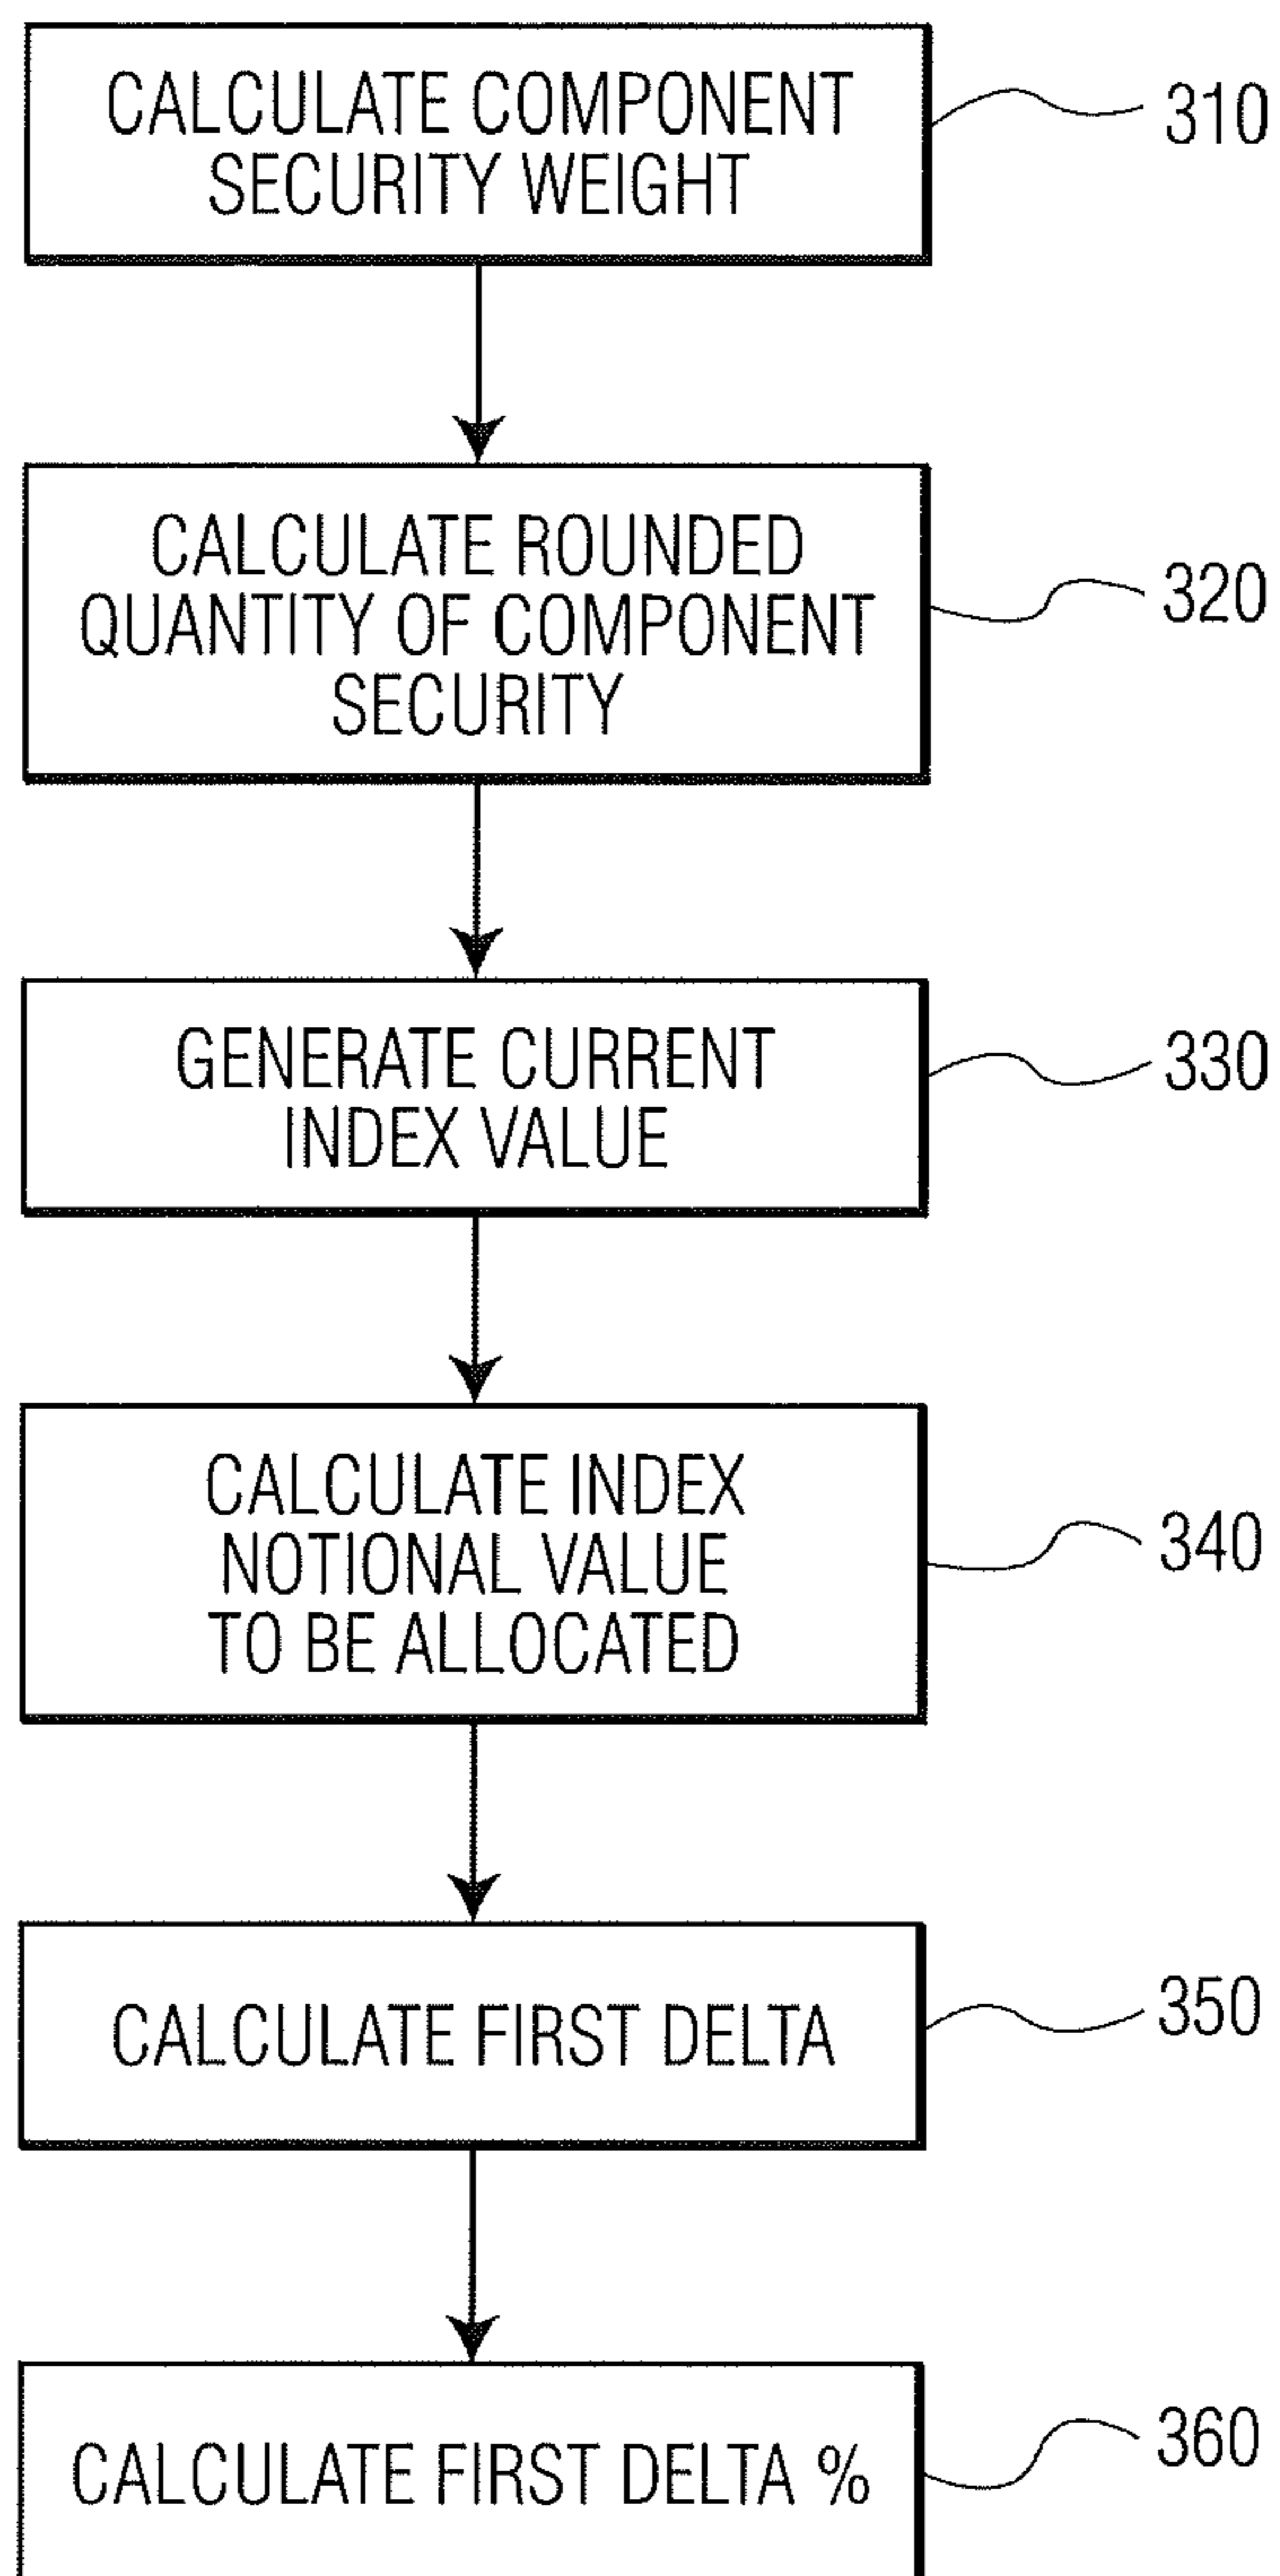 CALCULATE COMPONENT
SECURITY WEIGHT
310
CALCULATE ROUNDED
QUANTITY OF COMPONENT
SECURITY
320
GENERATE CURRENT
INDEX VALUE
330
CALCULATE INDEX
NOTIONAL VALUE
TO BE ALLOCATED
340
CALCULATE FIRST DELTA
350
CALCULATE FIRST DELTA %
360